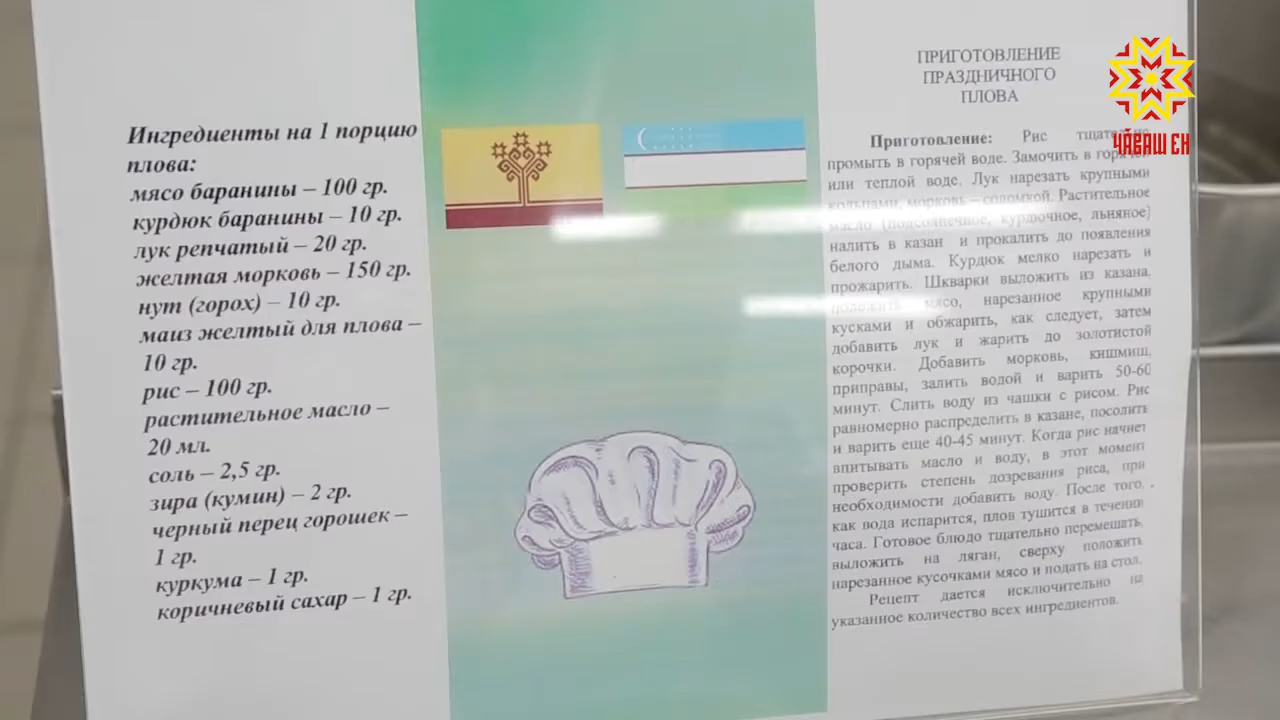 Ингредиенты на 1 порцию
плова:
мясо баранины – 100 гр.
курдюк баранины – 10 гр.
лук репчатый – 20 гр.
желтая морковь – 150 гр.
нут (горох) – 10 гр.
маиз желтый для плова –
10 гр.
рис – 100 гр.
растительное масло –
20 мл.
соль – 2,5 гр.
зира (кумин) – 2 гр.
черный перец горошек –
1 гр.
куркума – 1 гр.
коричневый сахар – 1 гр.
ПРИГОТОВЛЕНИЕ
ПРАЗДНИЧНОГО
ПЛОВА
Приготовление: Рис тщательно
промыть в горячей воде. Замочить в горячей
или теплой воде. Лук нарезать крупными
кольцами, морковь – соломкой. Растительное
масло (подсолнечное, курдючное, льняное)
налить в казан и прокалить до появления
белого дыма. Курдюк мелко нарезать и
прожарить. Шкварки выложить из казана,
положить мясо, нарезанное крупными
кусками и обжарить, как следует, затем
добавить лук и жарить до золотистой
корочки. Добавить морковь, кишмиш,
приправы, залить водой и варить 50-60
минут. Слить воду из чашки с рисом. Рис
равномерно распределить в казане, посолить
и варить еще 40-45 минут. Когда рис начнет
впитывать масло и воду, в этот момент
проверить степень дозревания риса, при
необходимости добавить воду. После того,
как вода испарится, плов тушится в течении
часа. Готовое блюдо тщательно перемешать,
выложить на ляган, сверху положить
нарезанное кусочками мясо и подать на стол.
Рецепт дается исключительно на
указанное количество всех ингредиентов.
ЧӐВАШ ЕН